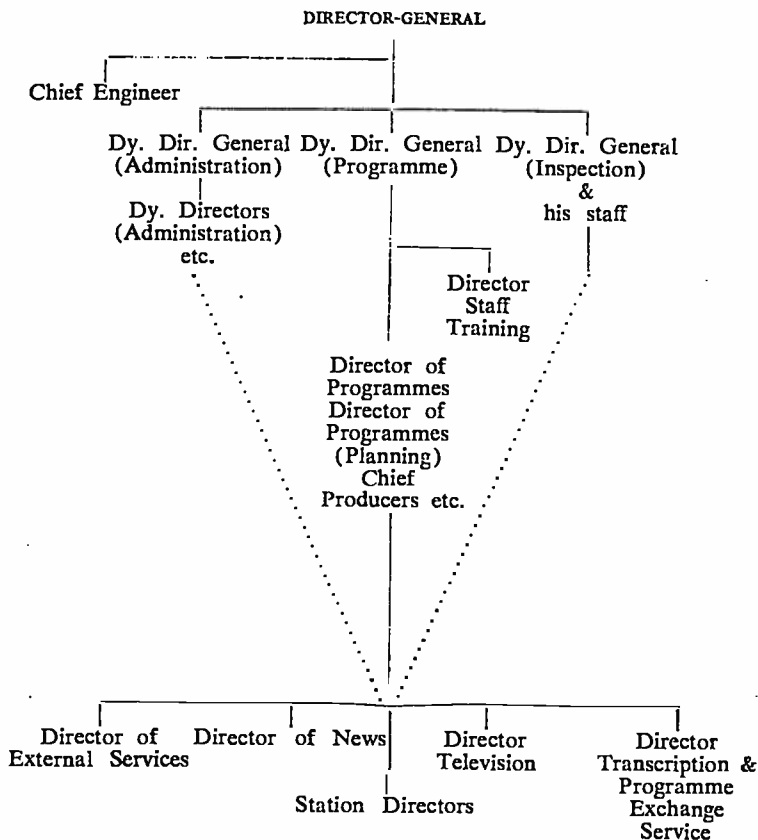 DIRECTOR-GENERAL
Chief Engineer
Dy. Dir. General
(Administration)
Dy. Directors
(Administration)
etc.
Dy. Dir. General
(Programme)
Dy. Dir. General
(Inspection)
&
his staff
Director
Staff
Training
Director of
Programmes
Director of
Programmes
(Planning)
Chief
Producers etc.
Director of
External Services
Director of News
Station Directors
Director
Television
Director
Transcription &
Programme
Exchange
Service